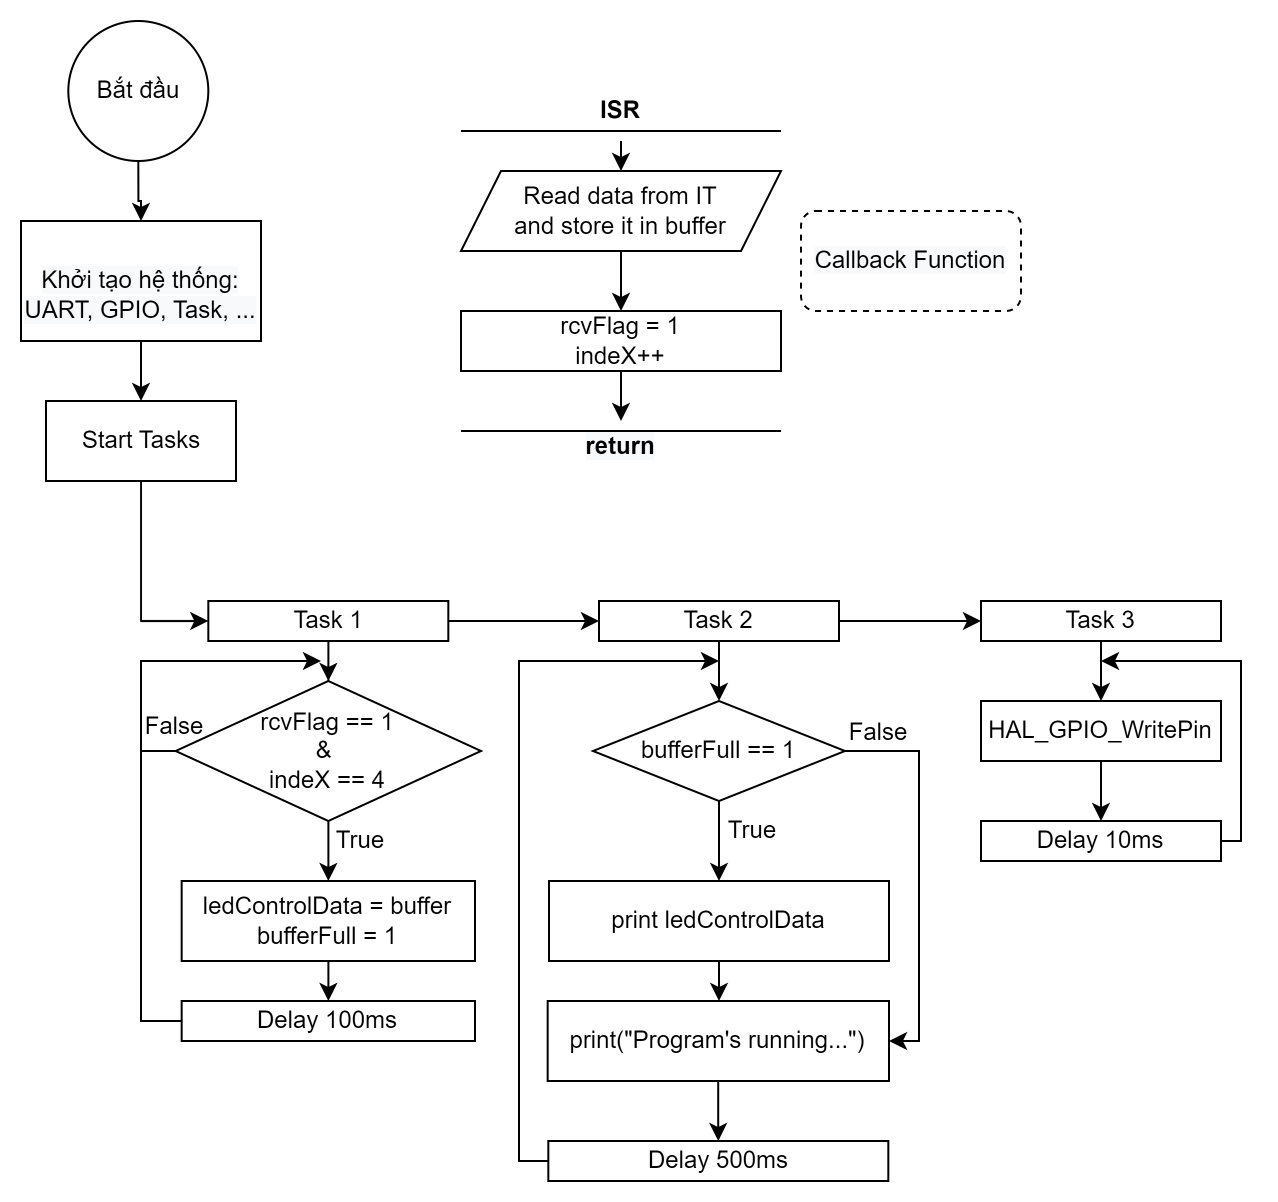 Bắt đầu
Khởi tạo hệ thống:
UART, GPIO, Task, ...
Start Tasks
ISR
Read data from IT
and store it in buffer
rcvFlag = 1
indeX++
return
Callback Function
Task 1
rcvFlag == 1
&
indeX == 4
False
True
ledControlData = buffer
bufferFull = 1
Delay 100ms
Task 2
bufferFull == 1
False
True
print ledControlData
print("Program's running...")
Delay 500ms
Task 3
HAL_GPIO_WritePin
Delay 10ms